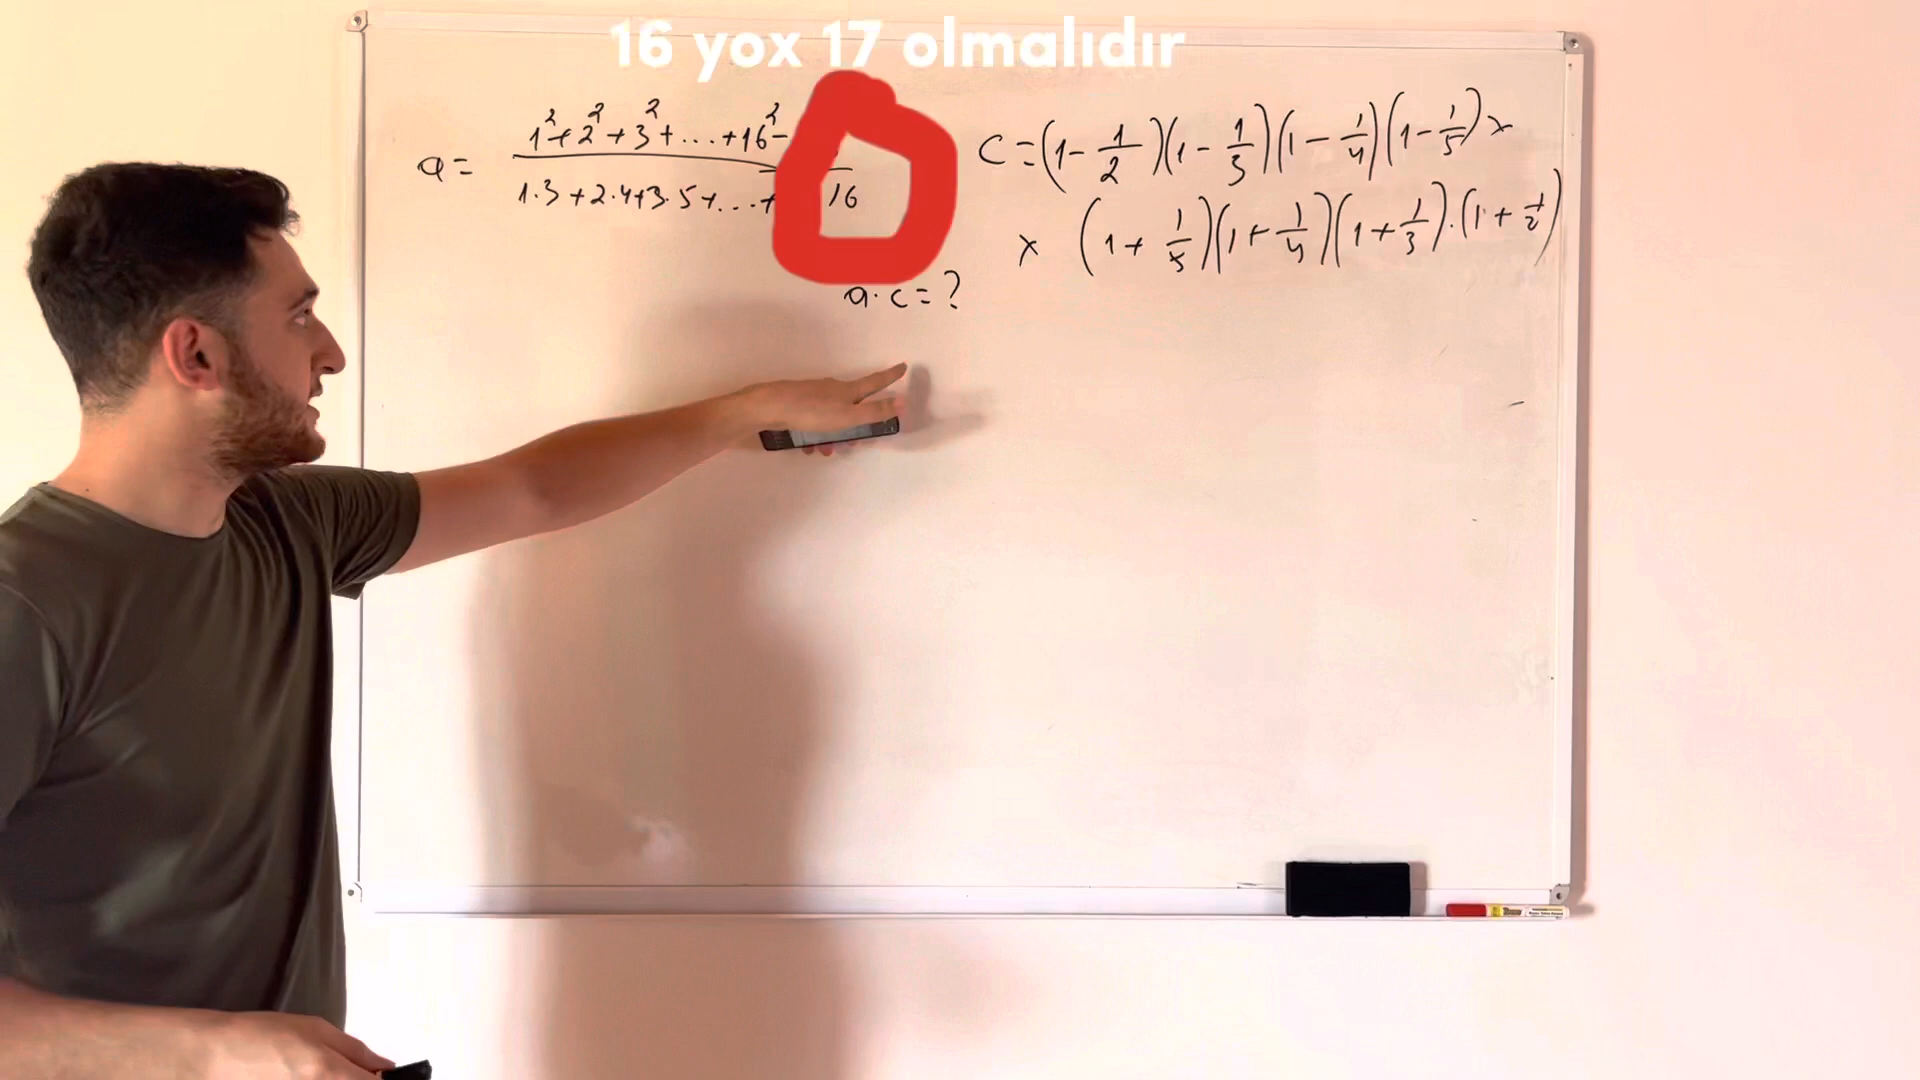 16 yox 17 olmalıdır
a = 1² + 2² + 3² + ... + 16² -
1·3 + 2·4 + 3·5 + ... + 16
c = (1 - 1/2)(1 - 1/3)(1 - 1/4)(1 - 1/5) ×
× (1 + 1/5)(1 + 1/4)(1 + 1/3)·(1 + 1/2)
a·c = ?